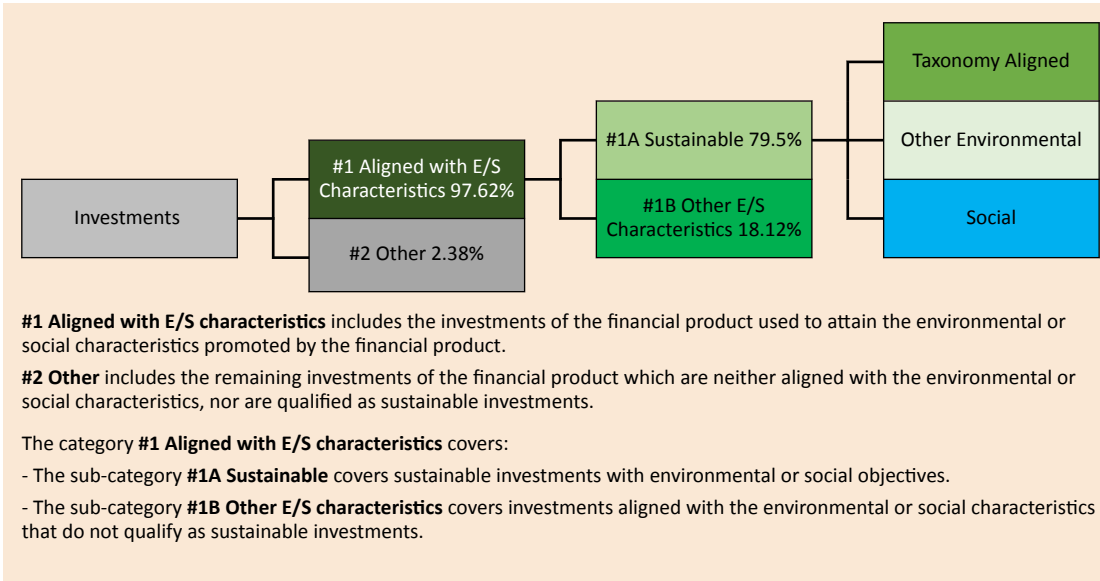 Investments
#1 Aligned with E/S
Characteristics 97.62%
#2 Other 2.38%
#1A Sustainable 79.5%
#1B Other E/S
Characteristics 18.12%
Taxonomy Aligned
Other Environmental
Social
#1 Aligned with E/S characteristics includes the investments of the financial product used to attain the environmental or
social characteristics promoted by the financial product.
#2 Other includes the remaining investments of the financial product which are neither aligned with the environmental or
social characteristics, nor are qualified as sustainable investments.
The category #1 Aligned with E/S characteristics covers:
- The sub-category #1A Sustainable covers sustainable investments with environmental or social objectives.
- The sub-category #1B Other E/S characteristics covers investments aligned with the environmental or social characteristics
that do not qualify as sustainable investments.